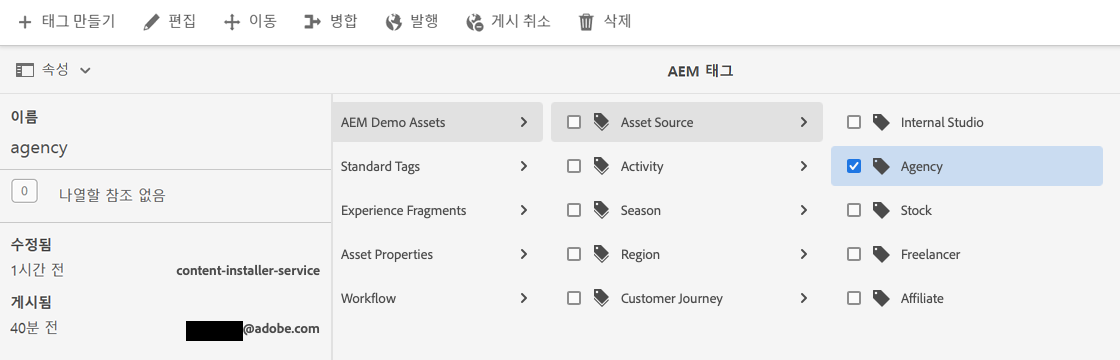 태그 만들기 편집 이동 병합 발행 게시 취소 삭제
속성
AEM 태그
이름
agency
0 나열할 참조 없음
수정됨
1시간 전 content-installer-service
게시됨
40분 전 @adobe.com
AEM Demo Assets
Standard Tags
Experience Fragments
Asset Properties
Workflow
Asset Source
Activity
Season
Region
Customer Journey
Internal Studio
Agency
Stock
Freelancer
Affiliate